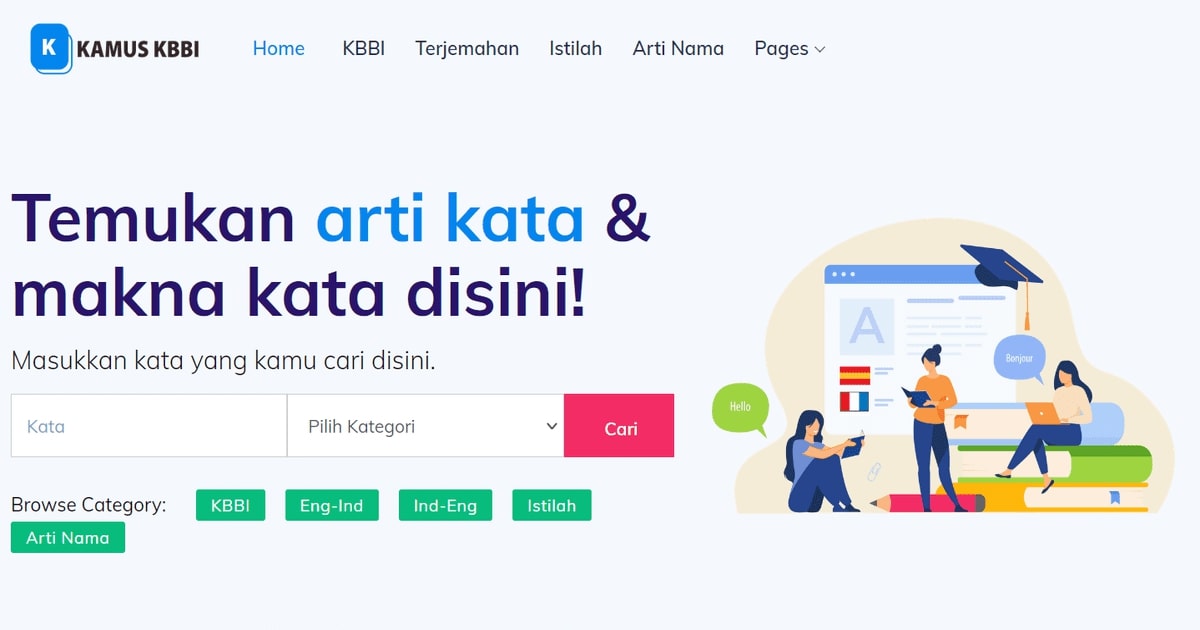 K KAMUS KBBI Home KBBI Terjemahan Istilah Arti Nama Pages
Temukan arti kata &
makna kata disini!
Masukkan kata yang kamu cari disini.
Kata Pilih Kategori Cari
Browse Category: KBBI Eng-Ind Ind-Eng Istilah
Arti Nama
A
Bonjour
Hello